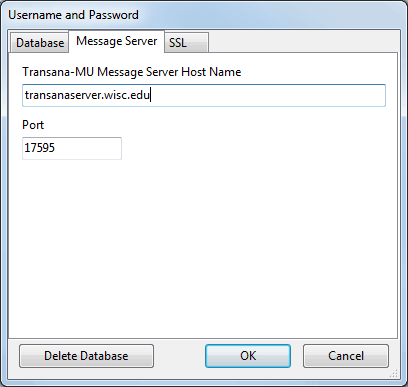 Username and Password
Database Message Server SSL
Transana-MU Message Server Host Name
transanaserver.wisc.edu
Port
17595
Delete Database OK Cancel